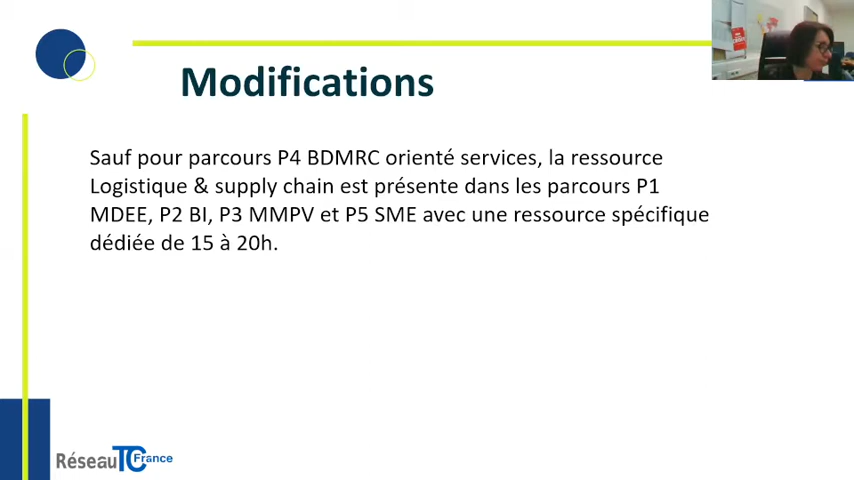 Modifications
Sauf pour parcours P4 BDMRC orienté services, la ressource
Logistique & supply chain est présente dans les parcours P1
MDEE, P2 BI, P3 MMPV et P5 SME avec une ressource spécifique
dédiée de 15 à 20h.
Réseau TC France